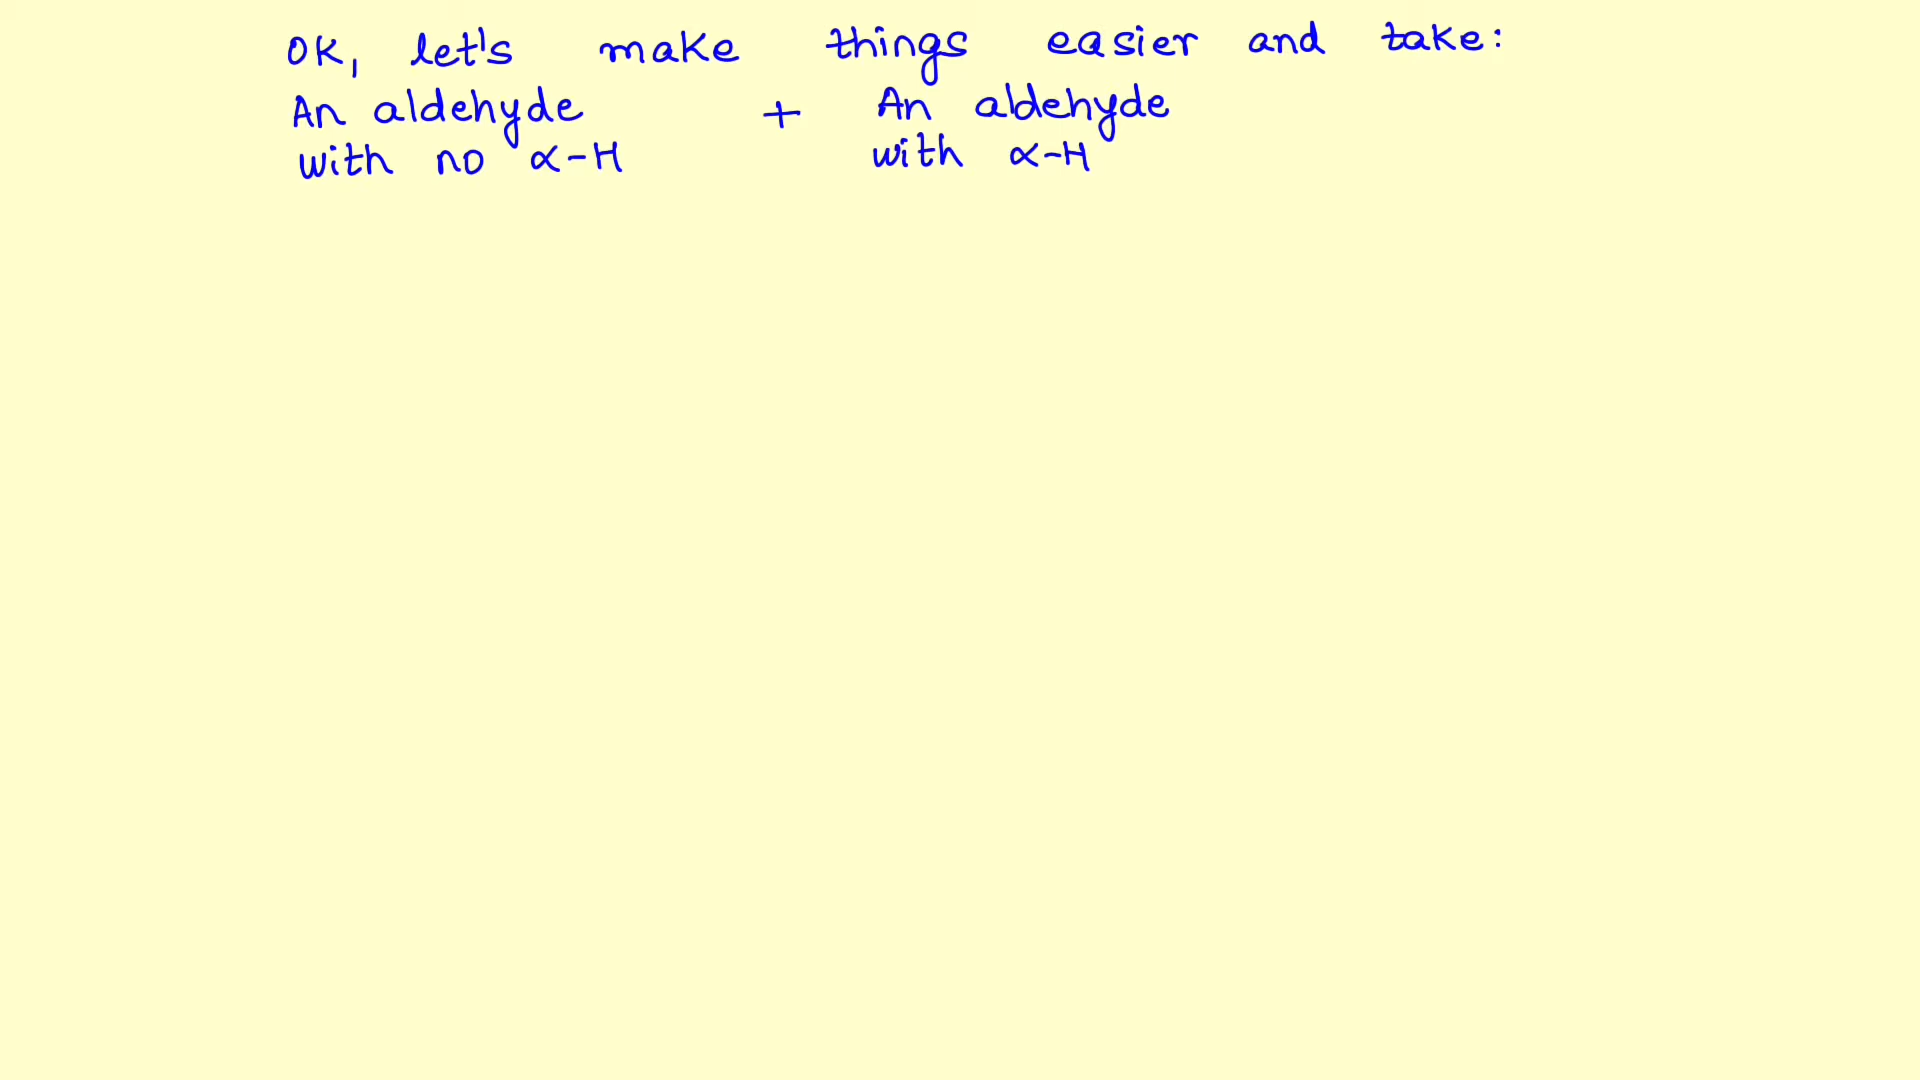 OK, let's make things easier and take:
An aldehyde + An aldehyde
with no α-H with α-H